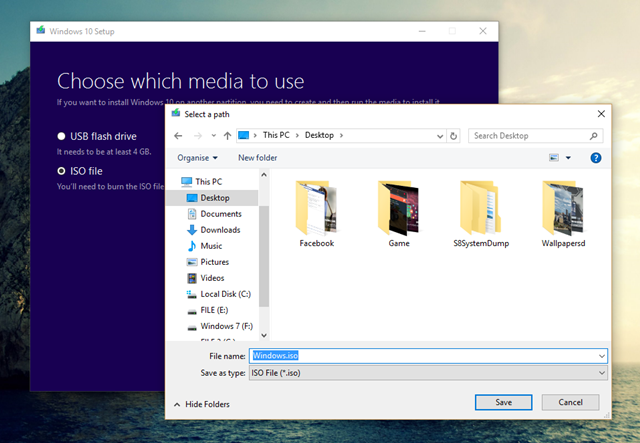 Windows 10 Setup
Choose which media to use
If you want to install Windows 10 on another partition, you need to create and then run the media to install it.
USB flash drive
It needs to be at least 4 GB.
ISO file
You'll need to burn the ISO file
Select a path
This PC > Desktop >
Search Desktop
Organise
New folder
This PC
Desktop
Documents
Downloads
Music
Pictures
Videos
Local Disk (C:)
FILE (E:)
Windows 7 (F:)
Facebook
Game
S8SystemDump
Wallpapersd
File name:
Windows.iso
Save as type:
ISO File (*.iso)
Hide Folders
Save
Cancel